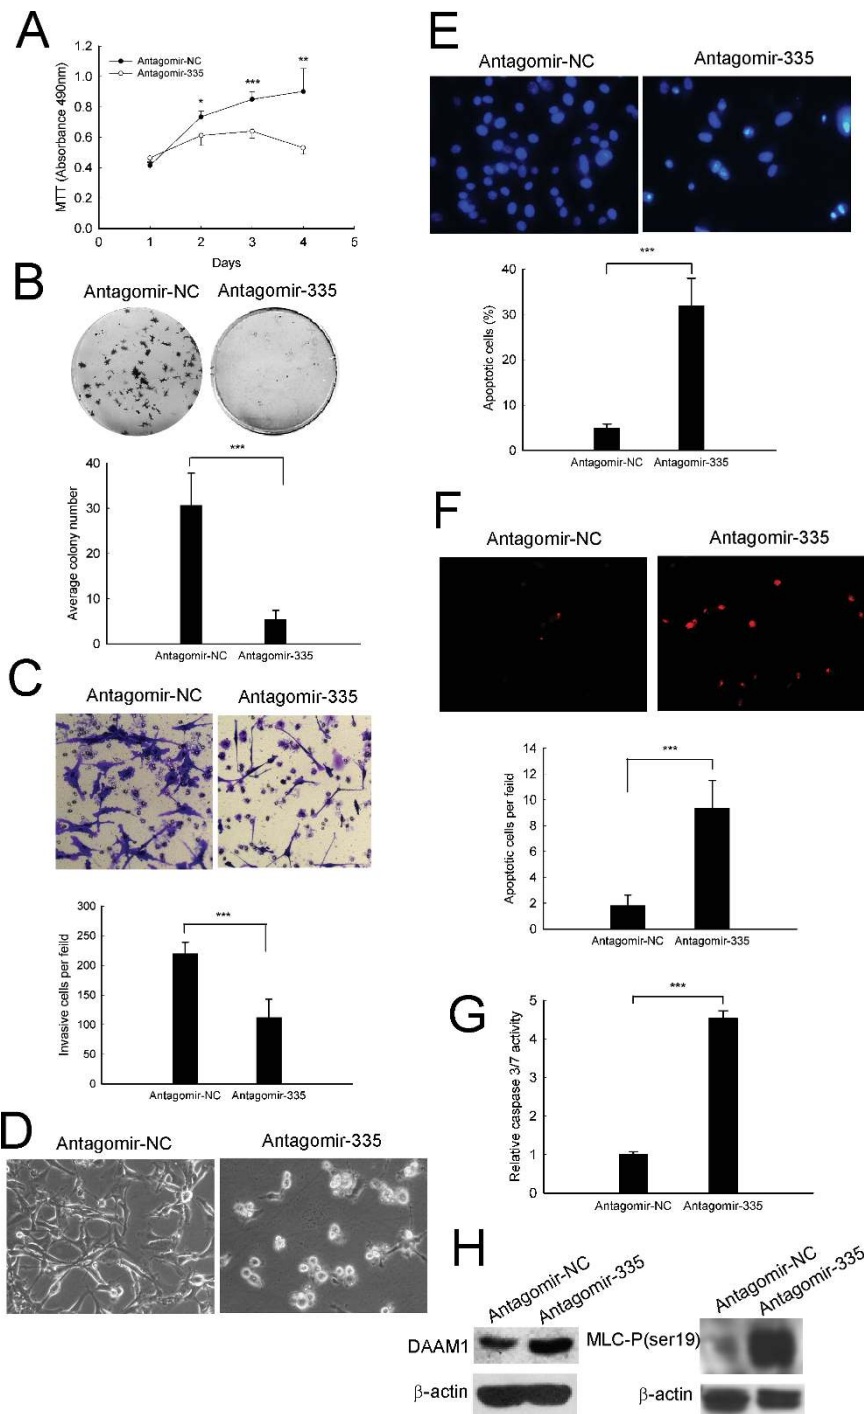 A
1.2
1.0
0.8
0.6
0.4
0.2
0.0
MTT (Absorbance 490nm)
Antagomir-NC
Antagomir-335
*
***
**
0 1 2 3 4 5
Days
B
Antagomir-NC Antagomir-335
***
40
30
20
10
0
Average colony number
Antagomir-NC Antagomir-335
C
Antagomir-NC Antagomir-335
***
300
250
200
150
100
50
0
Invasive cells per feild
Antagomir-NC Antagomir-335
D
Antagomir-NC Antagomir-335
E
Antagomir-NC Antagomir-335
***
40
30
20
10
0
Apoptotic cells (%)
Antagomir-NC Antagomir-335
F
Antagomir-NC Antagomir-335
***
14
12
10
8
6
4
2
0
Apoptotic cells per feild
Antagomir-NC Antagomir-335
G
***
5
4
3
2
1
0
Relative caspase 3/7 activity
Antagomir-NC Antagomir-335
H
Antagomir-NC
Antagomir-335
DAAM1
β-actin
Antagomir-NC
Antagomir-335
MLC-P(ser19)
β-actin